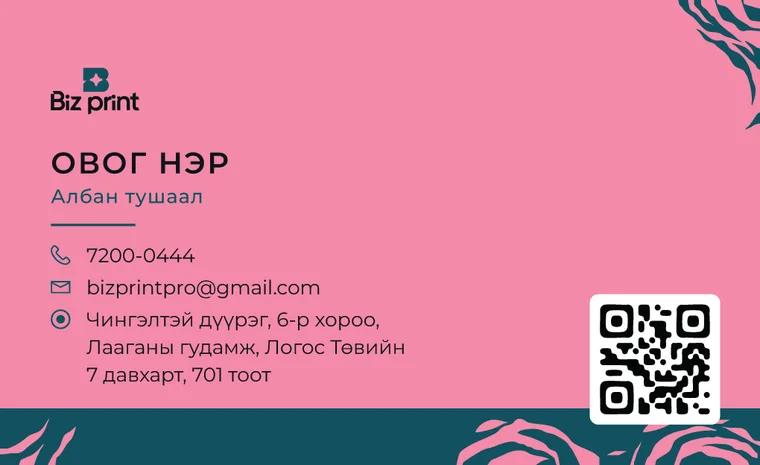 Biz print
ОВОГ НЭР
Албан тушаал
7200-0444
bizprintpro@gmail.com
Чингэлтэй дүүрэг, 6-р хороо,
Лааганы гудамж, Логос Төвийн
7 давхарт, 701 тоот